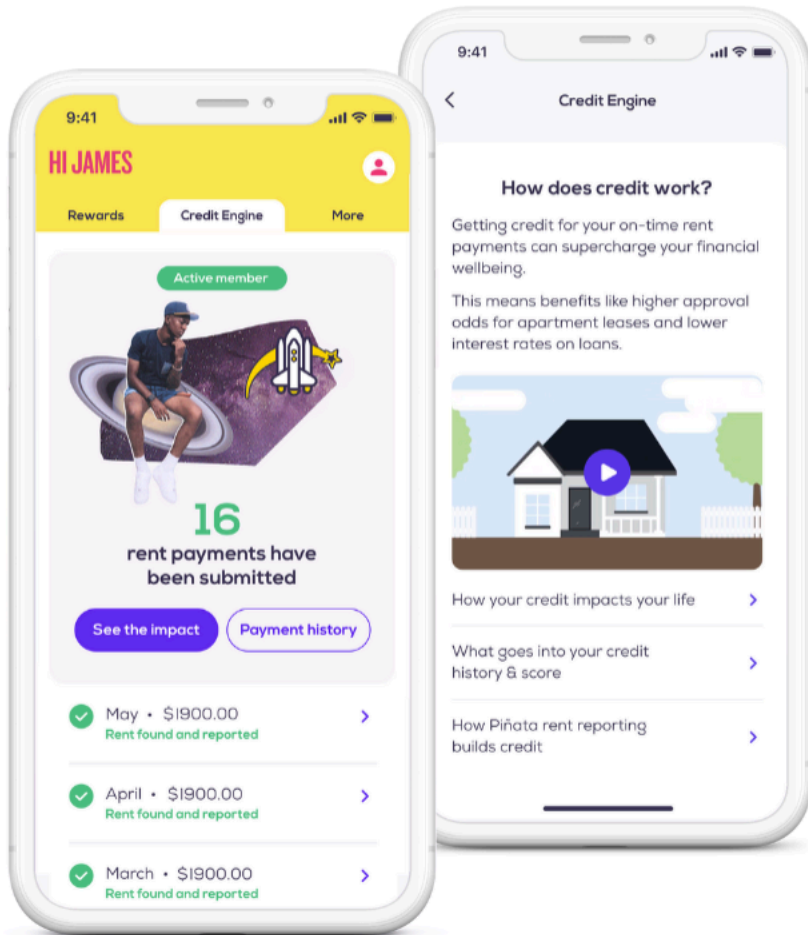 9:41
HI JAMES
Rewards
Credit Engine
More
Active member
16
rent payments have
been submitted
See the impact
Payment history
May • $1900.00
Rent found and reported
April • $1900.00
Rent found and reported
March • $1900.00
Rent found and reported
9:41
Credit Engine
How does credit work?
Getting credit for your on-time rent
payments can supercharge your financial
wellbeing.
This means benefits like higher approval
odds for apartment leases and lower
interest rates on loans.
How your credit impacts your life
What goes into your credit
history & score
How Piñata rent reporting
builds credit